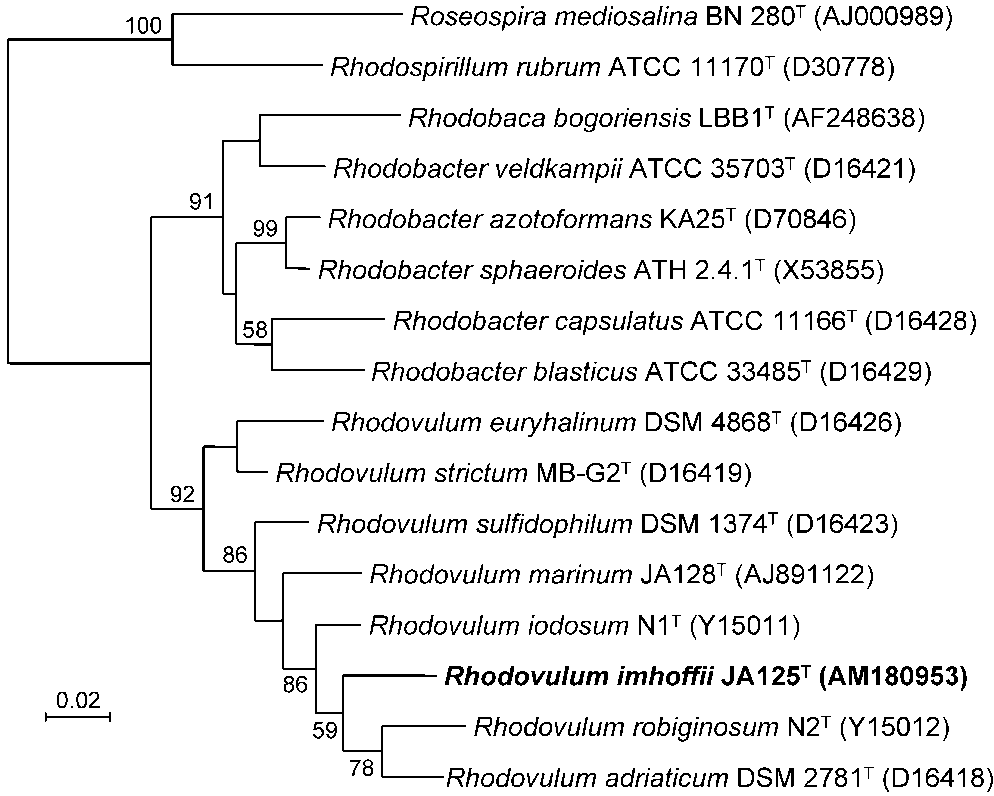 Roseospira mediosalina BN 280ᵀ (AJ000989)
100
Rhodospirillum rubrum ATCC 11170ᵀ (D30778)
Rhodobaca bogoriensis LBB1ᵀ (AF248638)
Rhodobacter veldkampii ATCC 35703ᵀ (D16421)
91
Rhodobacter azotoformans KA25ᵀ (D70846)
99
Rhodobacter sphaeroides ATH 2.4.1ᵀ (X53855)
Rhodobacter capsulatus ATCC 11166ᵀ (D16428)
58
Rhodobacter blasticus ATCC 33485ᵀ (D16429)
Rhodovulum euryhalinum DSM 4868ᵀ (D16426)
Rhodovulum strictum MB-G2ᵀ (D16419)
92
Rhodovulum sulfidophilum DSM 1374ᵀ (D16423)
86
Rhodovulum marinum JA128ᵀ (AJ891122)
Rhodovulum iodosum N1ᵀ (Y15011)
86
Rhodovulum imhoffii JA125ᵀ (AM180953)
0.02
Rhodovulum robiginosum N2ᵀ (Y15012)
59
78
Rhodovulum adriaticum DSM 2781ᵀ (D16418)